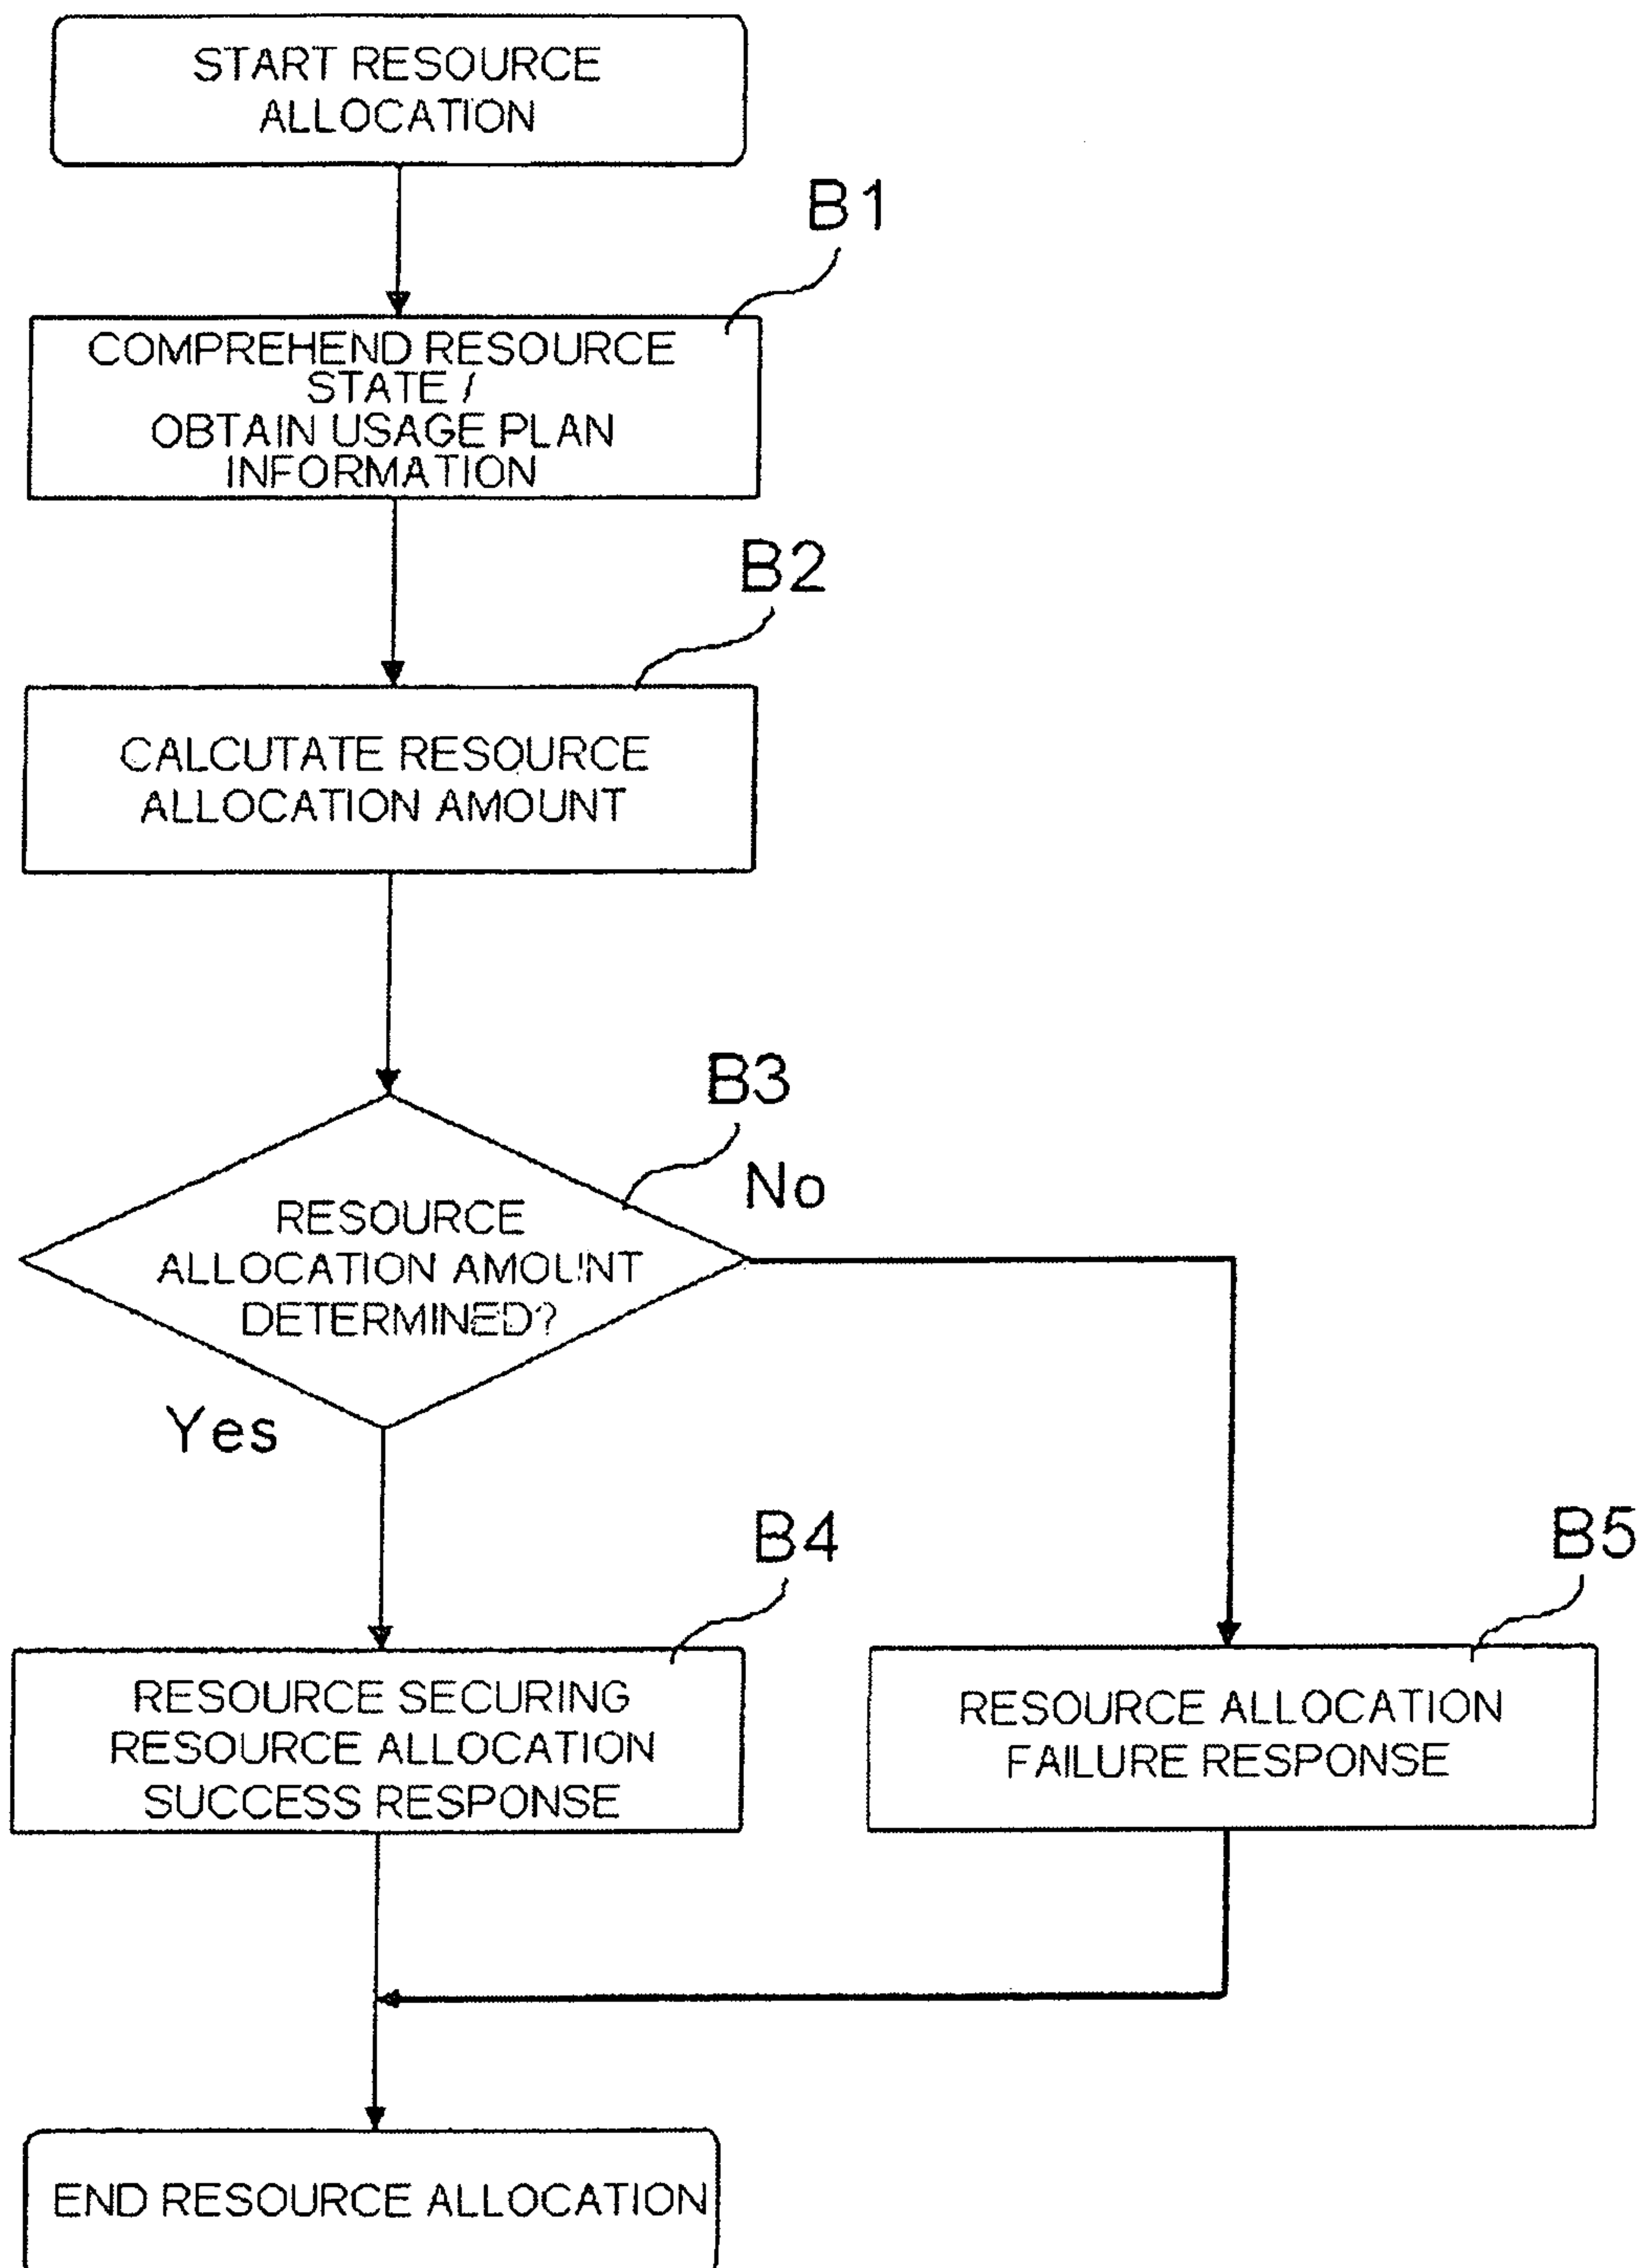 START RESOURCE
ALLOCATION
B1
COMPREHEND RESOURCE
STATE /
OBTAIN USAGE PLAN
INFORMATION
B2
CALCUTATE RESOURCE
ALLOCATION AMOUNT
B3
No
RESOURCE
ALLOCATION AMOUNT
DETERMINED?
Yes
B4
B5
RESOURCE SECURING
RESOURCE ALLOCATION
SUCCESS RESPONSE
RESOURCE ALLOCATION
FAILURE RESPONSE
END RESOURCE ALLOCATION